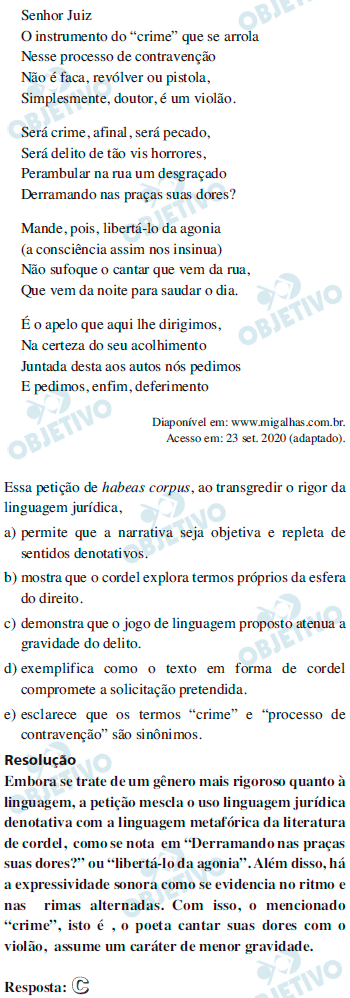 Senhor Juiz
O instrumento do “crime” que se arrola
Nesse processo de contravenção
Não é faca, revólver ou pistola,
Simplesmente, doutor, é um violão.
Será crime, afinal, será pecado,
Será delito de tão vis horrores,
Perambular na rua um desgraçado
Derramando nas praças suas dores?
Mande, pois, libertá-lo da agonia
(a consciência assim nos insinua)
Não sufoque o cantar que vem da rua,
Que vem da noite para saudar o dia.
É o apelo que aqui lhe dirigimos,
Na certeza do seu acolhimento
Juntada desta aos autos nós pedimos
E pedimos, enfim, deferimento
Diaponível em: www.migalhas.com.br.
Acesso em: 23 set. 2020 (adaptado).
Essa petição de habeas corpus, ao transgredir o rigor da
linguagem jurídica,
a) permite que a narrativa seja objetiva e repleta de
sentidos denotativos.
b) mostra que o cordel explora termos próprios da esfera
do direito.
c) demonstra que o jogo de linguagem proposto atenua a
gravidade do delito.
d) exemplifica como o texto em forma de cordel
compromete a solicitação pretendida.
e) esclarece que os termos “crime” e “processo de
contravenção” são sinônimos.
Resolução
Embora se trate de um gênero mais rigoroso quanto à
linguagem, a petição mescla o uso linguagem jurídica
denotativa com a linguagem metafórica da literatura
de cordel, como se nota em “Derramando nas praças
suas dores?” ou “libertá-lo da agonia”. Além disso, há
a expressividade sonora como se evidencia no ritmo e
nas rimas alternadas. Com isso, o mencionado
“crime”, isto é , o poeta cantar suas dores com o
violão, assume um caráter de menor gravidade.
Resposta: C
OBJETIVO
OBJETIVO
OBJETIVO
OBJETIVO
OBJETIVO
OBJETIVO
OBJETIVO
OBJETIVO
OBJETIVO
OBJETIVO